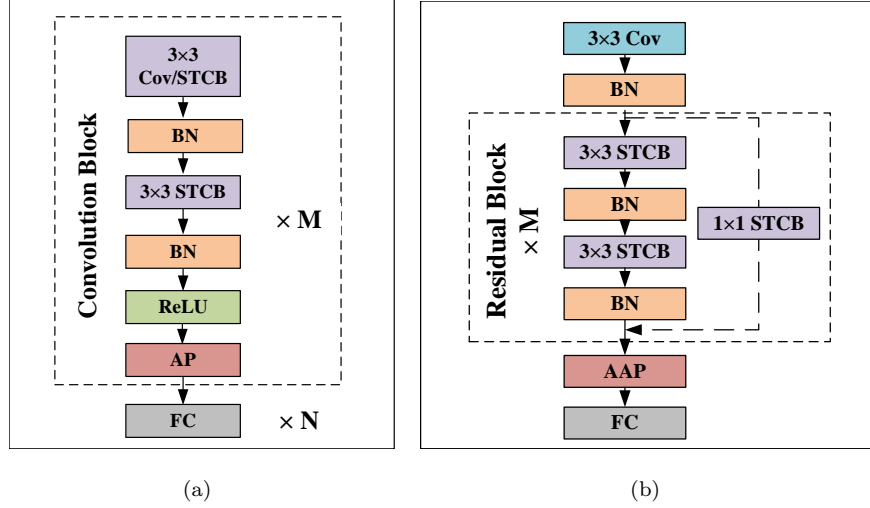 3×3
Cov/STCB
BN
3×3 STCB
BN
ReLU
AP
FC
Convolution Block
× M
× N
(a)
3×3 Cov
BN
3×3 STCB
BN
3×3 STCB
BN
1×1 STCB
Residual Block
× M
AAP
FC
(b)